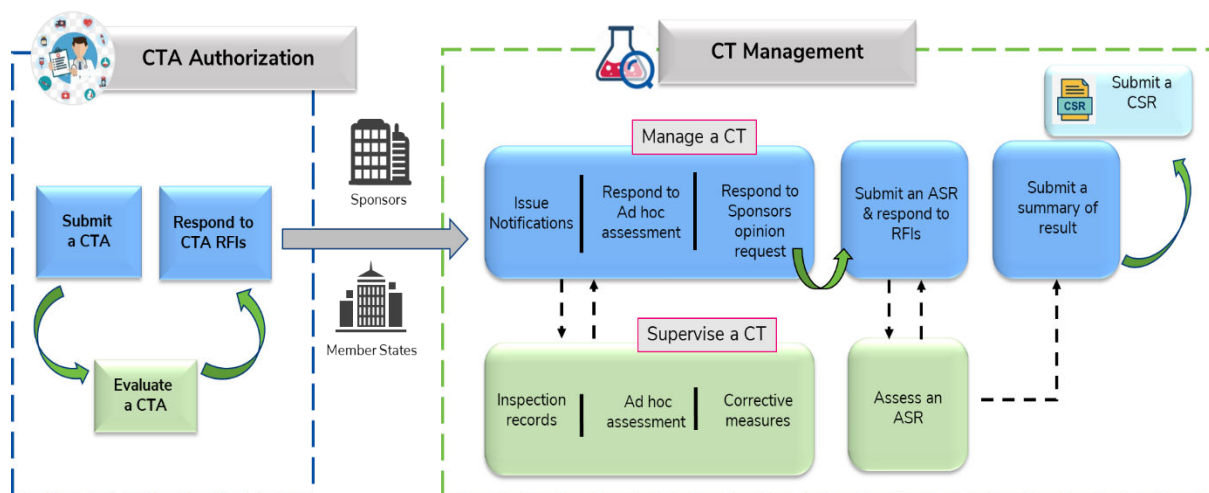 CTA Authorization
Submit
a CTA
Respond to
CTA RFIs
Evaluate
a CTA
Sponsors
Member States
CT Management
Manage a CT
Issue
Notifications
Respond to
Ad hoc
assessment
Respond to
Sponsors
opinion
request
Submit an ASR
& respond to
RFIs
Submit a
summary of
result
CSR
Submit a
CSR
Supervise a CT
Inspection
records
Ad hoc
assessment
Corrective
measures
Assess an
ASR